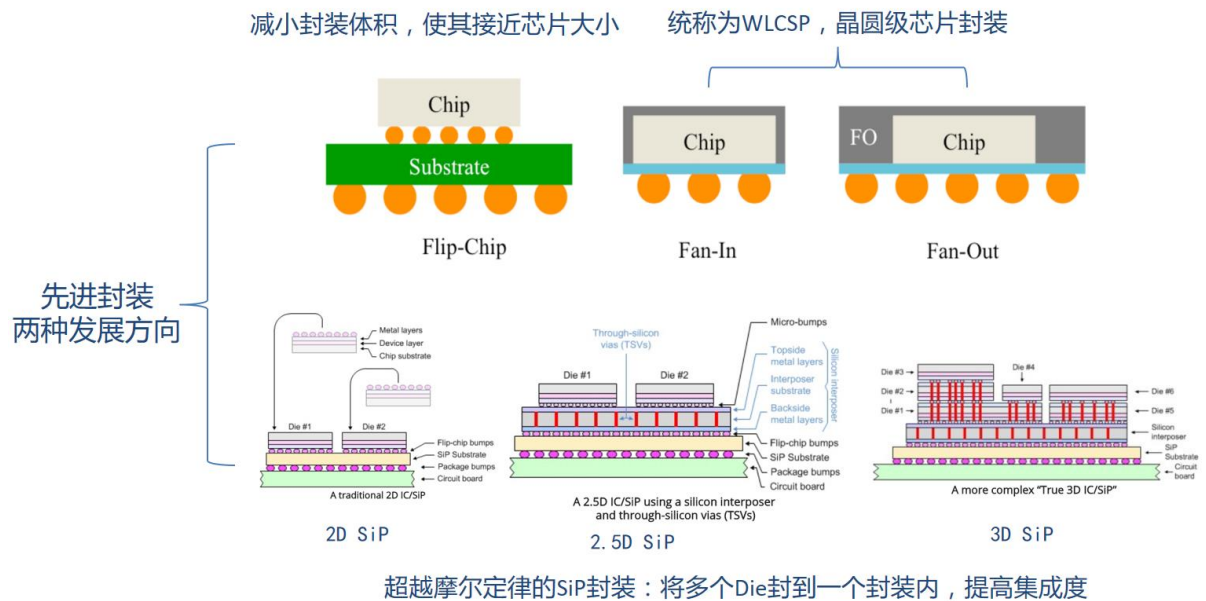 减小封装体积，使其接近芯片大小
统称为WLCSP，晶圆级芯片封装
Chip
Substrate
Flip-Chip
Chip
Fan-In
FO
Chip
Fan-Out
先进封装
两种发展方向
Metal layers
Device layer
Chip substrate
Die #1
Die #2
Flip-chip bumps
SiP Substrate
Package bumps
Circuit board
A traditional 2D IC/SiP
2D SiP
Through-silicon
vias (TSVs)
Die #1
Die #2
Micro-bumps
Topside
metal layers
Interposer
substrate
Backside
metal layers
Silicon interposer
Flip-chip bumps
SiP Substrate
Package bumps
Circuit board
A 2.5D IC/SiP using a silicon interposer
and through-silicon vias (TSVs)
2.5D SiP
Die #3
Die #2
Die #1
Die #4
Die #6
Die #5
Silicon
interposer
SiP
Substrate
Circuit
board
A more complex “True 3D IC/SiP”
3D SiP
超越摩尔定律的SiP封装：将多个Die封到一个封装内，提高集成度